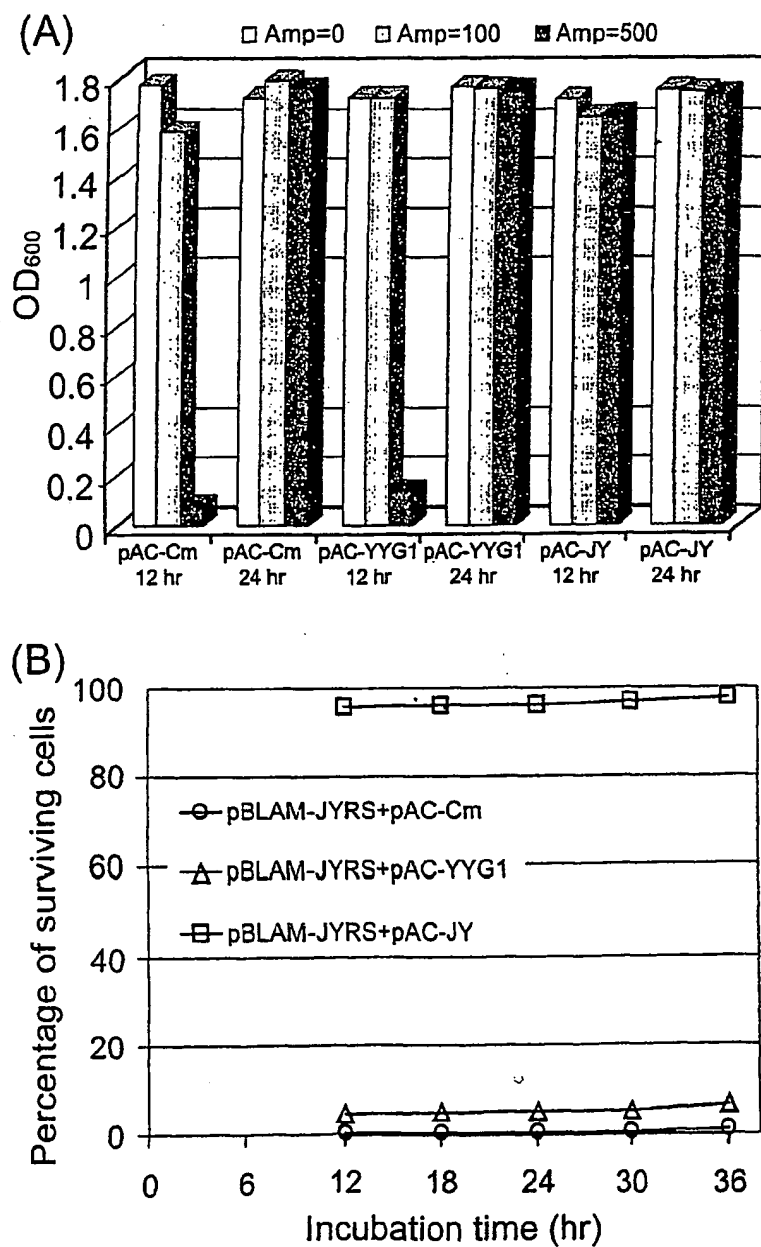 (A)
Amp=0 Amp=100 Amp=500
OD600
1.8
1.6
1.4
1.2
1
0.8
0.6
0.4
0.2
0
pAC-Cm pAC-Cm pAC-YYG1 pAC-YYG1 pAC-JY pAC-JY
12 hr 24 hr 12 hr 24 hr 12 hr 24 hr
(B)
Percentage of surviving cells
100
80
60
40
20
0
pBLAM-JYRS+pAC-Cm
pBLAM-JYRS+pAC-YYG1
pBLAM-JYRS+pAC-JY
0 6 12 18 24 30 36
Incubation time (hr)